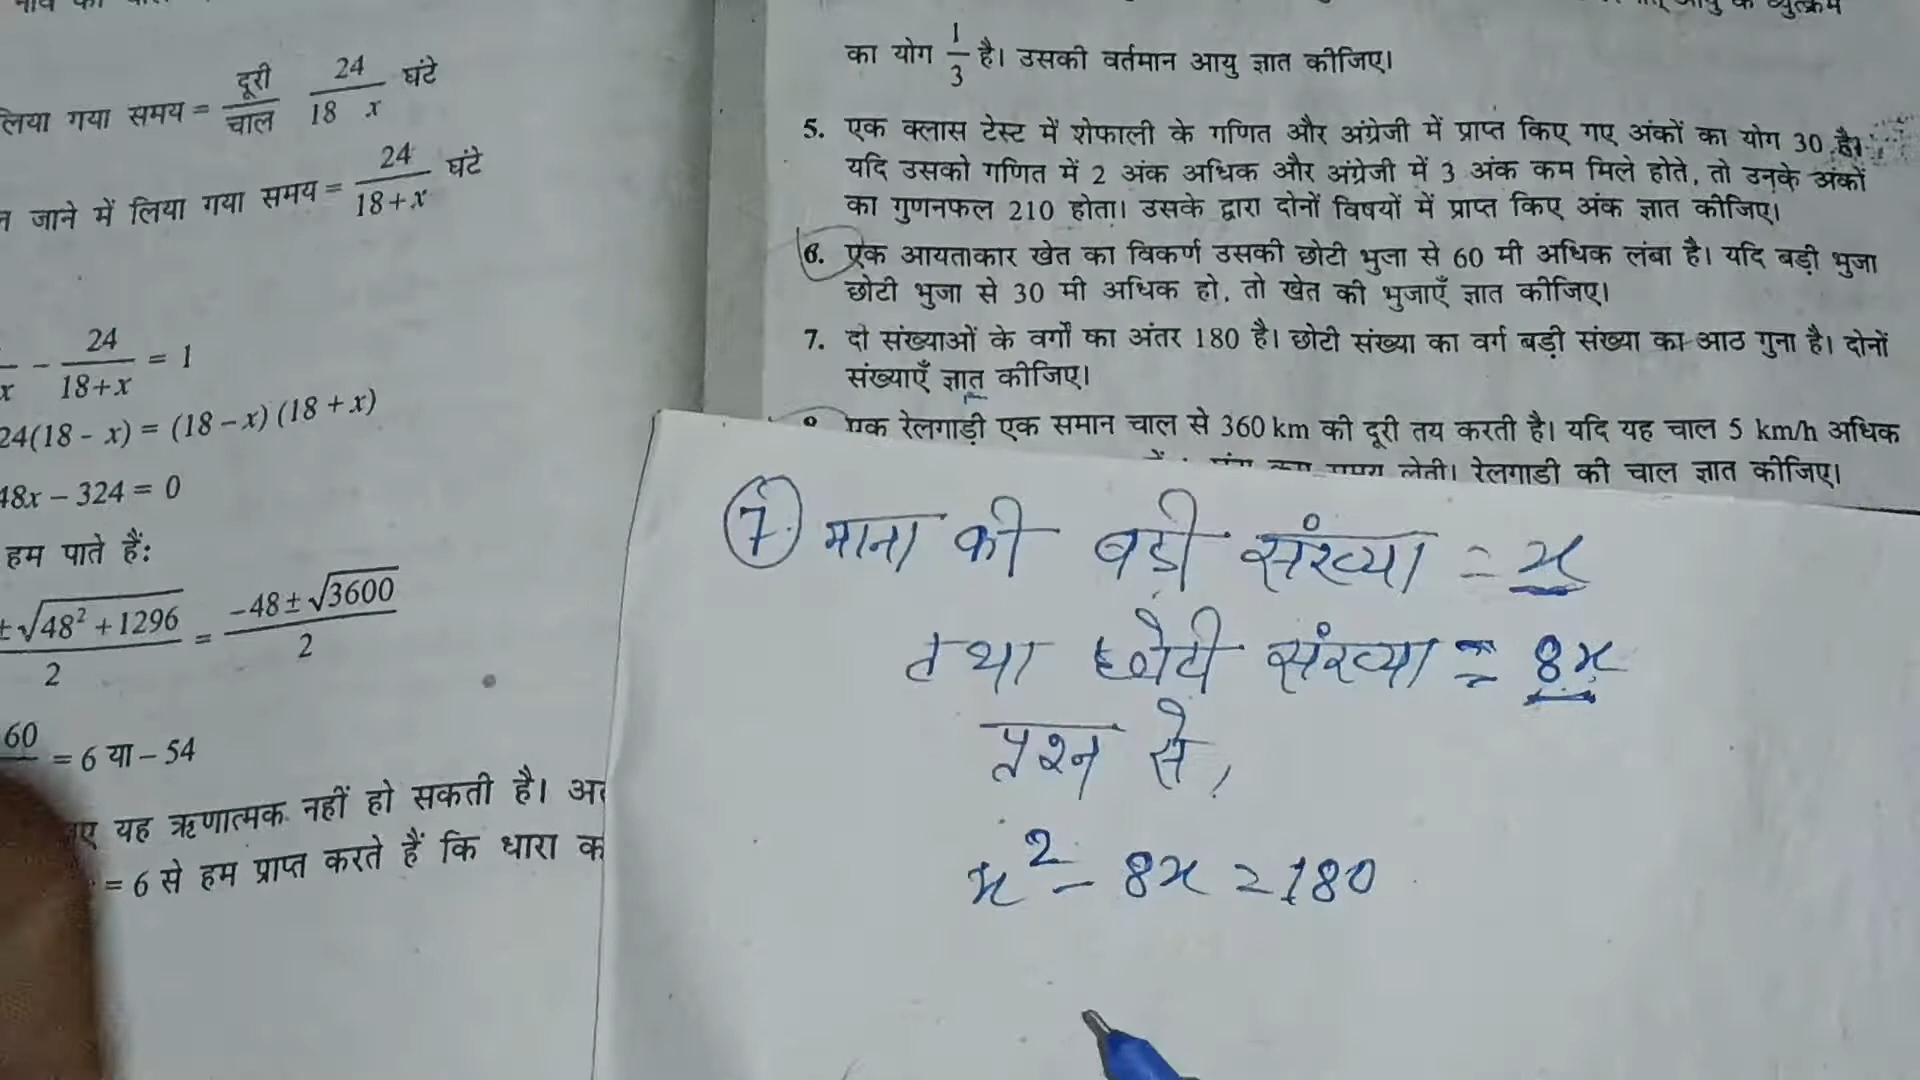 लिया गया समय = दूरी/चाल 24/18 x घंटे
जाने में लिया गया समय = 24/18+x घंटे
x - 24/18+x = 1
24(18 - x) = (18 - x) (18 + x)
48x - 324 = 0
हम पाते हैं:
± √48² + 1296 / 2 = -48 ± √3600 / 2
60 = 6 या - 54
यह ऋणात्मक नहीं हो सकती है।
= 6 से हम प्राप्त करते हैं कि धारा
का योग 1/3 है। उसकी वर्तमान आयु ज्ञात कीजिए।
5. एक क्लास टेस्ट में शेफाली के गणित और अंग्रेजी में प्राप्त किए गए अंकों का योग 30 है।
यदि उसको गणित में 2 अंक अधिक और अंग्रेजी में 3 अंक कम मिले होते, तो उनके अंकों
का गुणनफल 210 होता। उसके द्वारा दोनों विषयों में प्राप्त किए अंक ज्ञात कीजिए।
6. एक आयताकार खेत का विकर्ण उसकी छोटी भुजा से 60 मी अधिक लंबा है। यदि बड़ी भुजा
छोटी भुजा से 30 मी अधिक हो, तो खेत की भुजाएँ ज्ञात कीजिए।
7. दो संख्याओं के वर्गों का अंतर 180 है। छोटी संख्या का वर्ग बड़ी संख्या का आठ गुना है। दोनों
संख्याएँ ज्ञात कीजिए।
एक रेलगाड़ी एक समान चाल से 360 km की दूरी तय करती है। यदि यह चाल 5 km/h अधिक
लेती। रेलगाडी की चाल ज्ञात कीजिए।
7 माना की बड़ी संख्या = x
तथा छोटी संख्या = 8x
प्रश्न से,
x² - 8x = 180